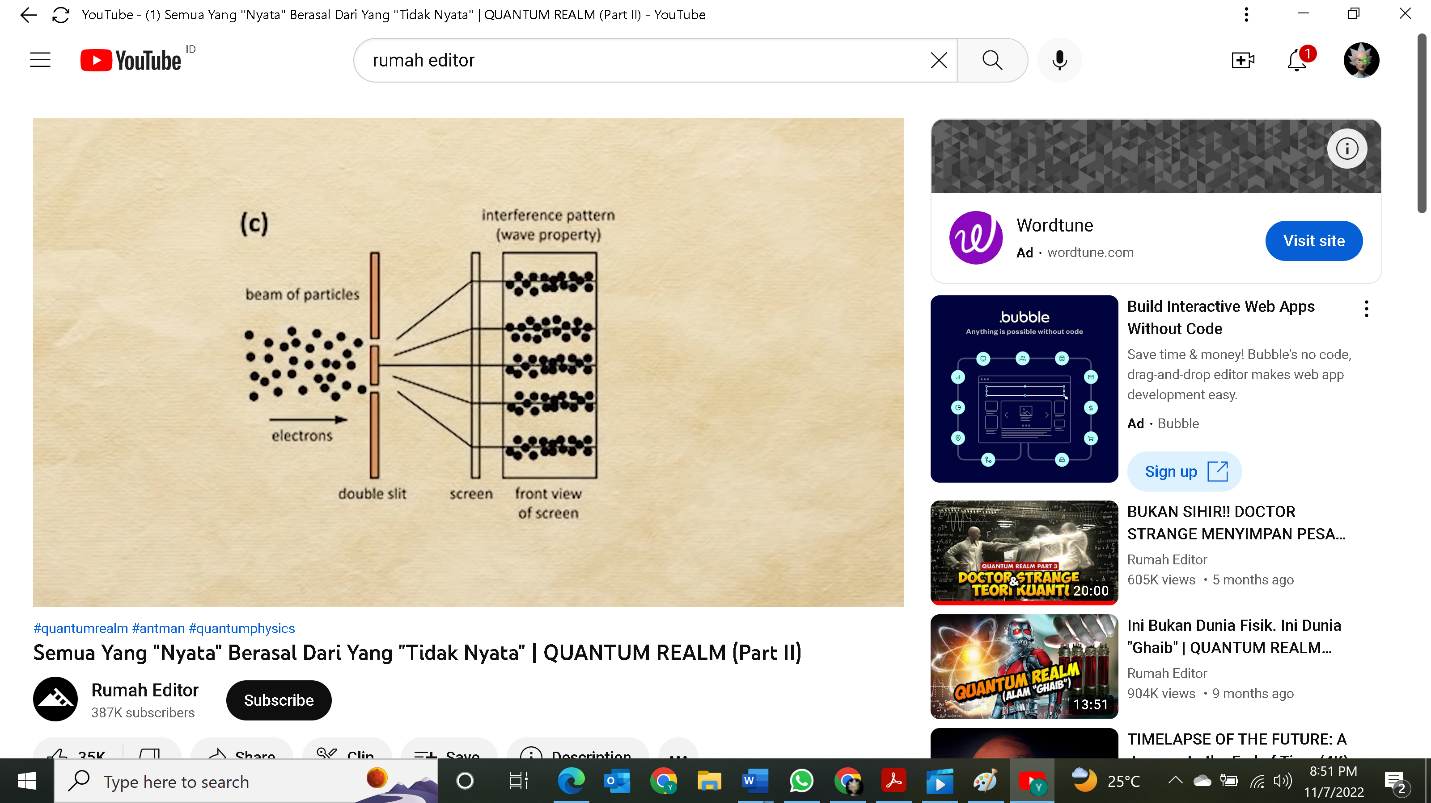 YouTube - (1) Semua Yang "Nyata" Berasal Dari Yang "Tidak Nyata" | QUANTUM REALM (Part II) - YouTube
YouTube ID
rumah editor
1
(c)
interference pattern
(wave property)
beam of particles
electrons
double slit
screen
front view
of screen
Wordtune
Ad · wordtune.com
Visit site
.bubble
Anything is possible without code
Build Interactive Web Apps
Without Code
Save time & money! Bubble's no code,
drag-and-drop editor makes web app
development easy.
Ad · Bubble
Sign up
QUANTUM REALM PART 3
DOCTOR STRANGE
&
TEORI KUANTU
20:00
BUKAN SIHIR!! DOCTOR
STRANGE MENYIMPAN PESA...
Rumah Editor
605K views • 5 months ago
QUANTUM REALM
(ALAM "GHAIB")
13:51
Ini Bukan Dunia Fisik. Ini Dunia
"Ghaib" | QUANTUM REALM...
Rumah Editor
904K views • 9 months ago
TIMELAPSE OF THE FUTURE: A
#quantumrealm #antman #quantumphysics
Semua Yang "Nyata" Berasal Dari Yang "Tidak Nyata" | QUANTUM REALM (Part II)
Rumah Editor
387K subscribers
Subscribe
35K
Share
Clip
Save
Description
Type here to search
25°C
8:51 PM
11/7/2022
2